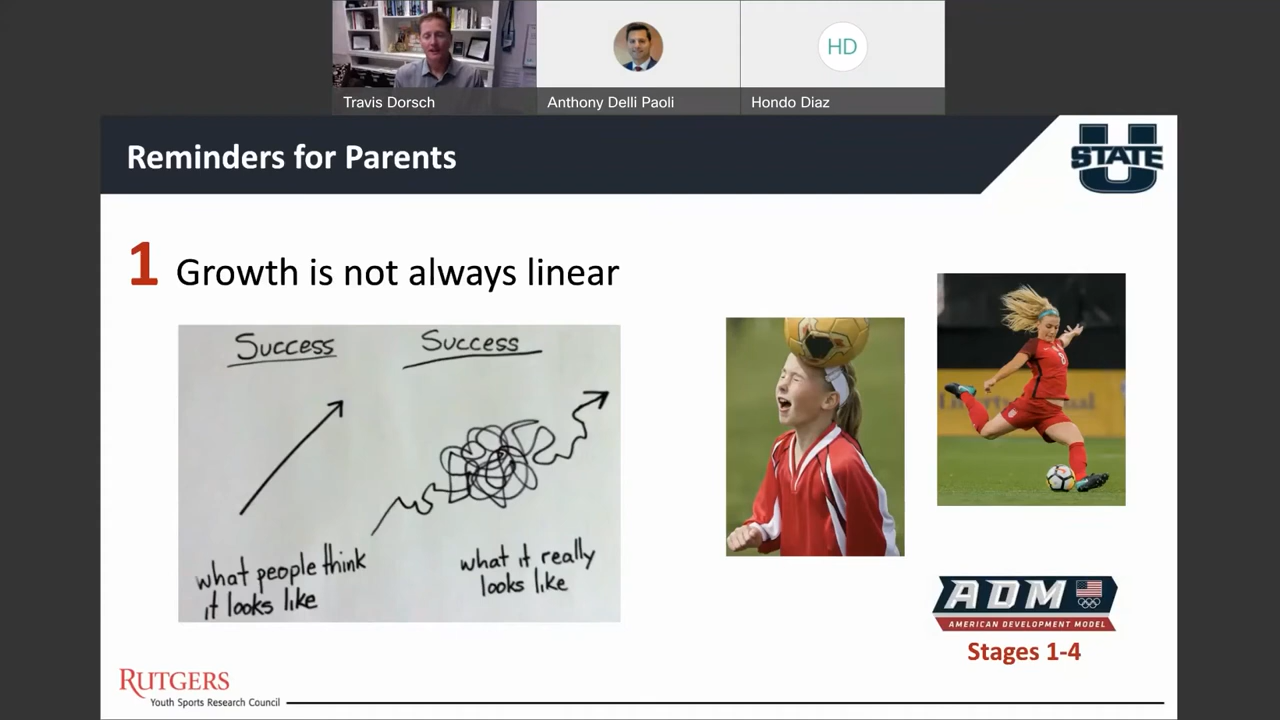 Travis Dorsch
Anthony Delli Paoli
HD
Hondo Diaz
Reminders for Parents
U
STATE
1 Growth is not always linear
Success
what people think
it looks like
Success
what it really
looks like
ADM
AMERICAN DEVELOPMENT MODEL
Stages 1-4
RUTGERS
Youth Sports Research Council